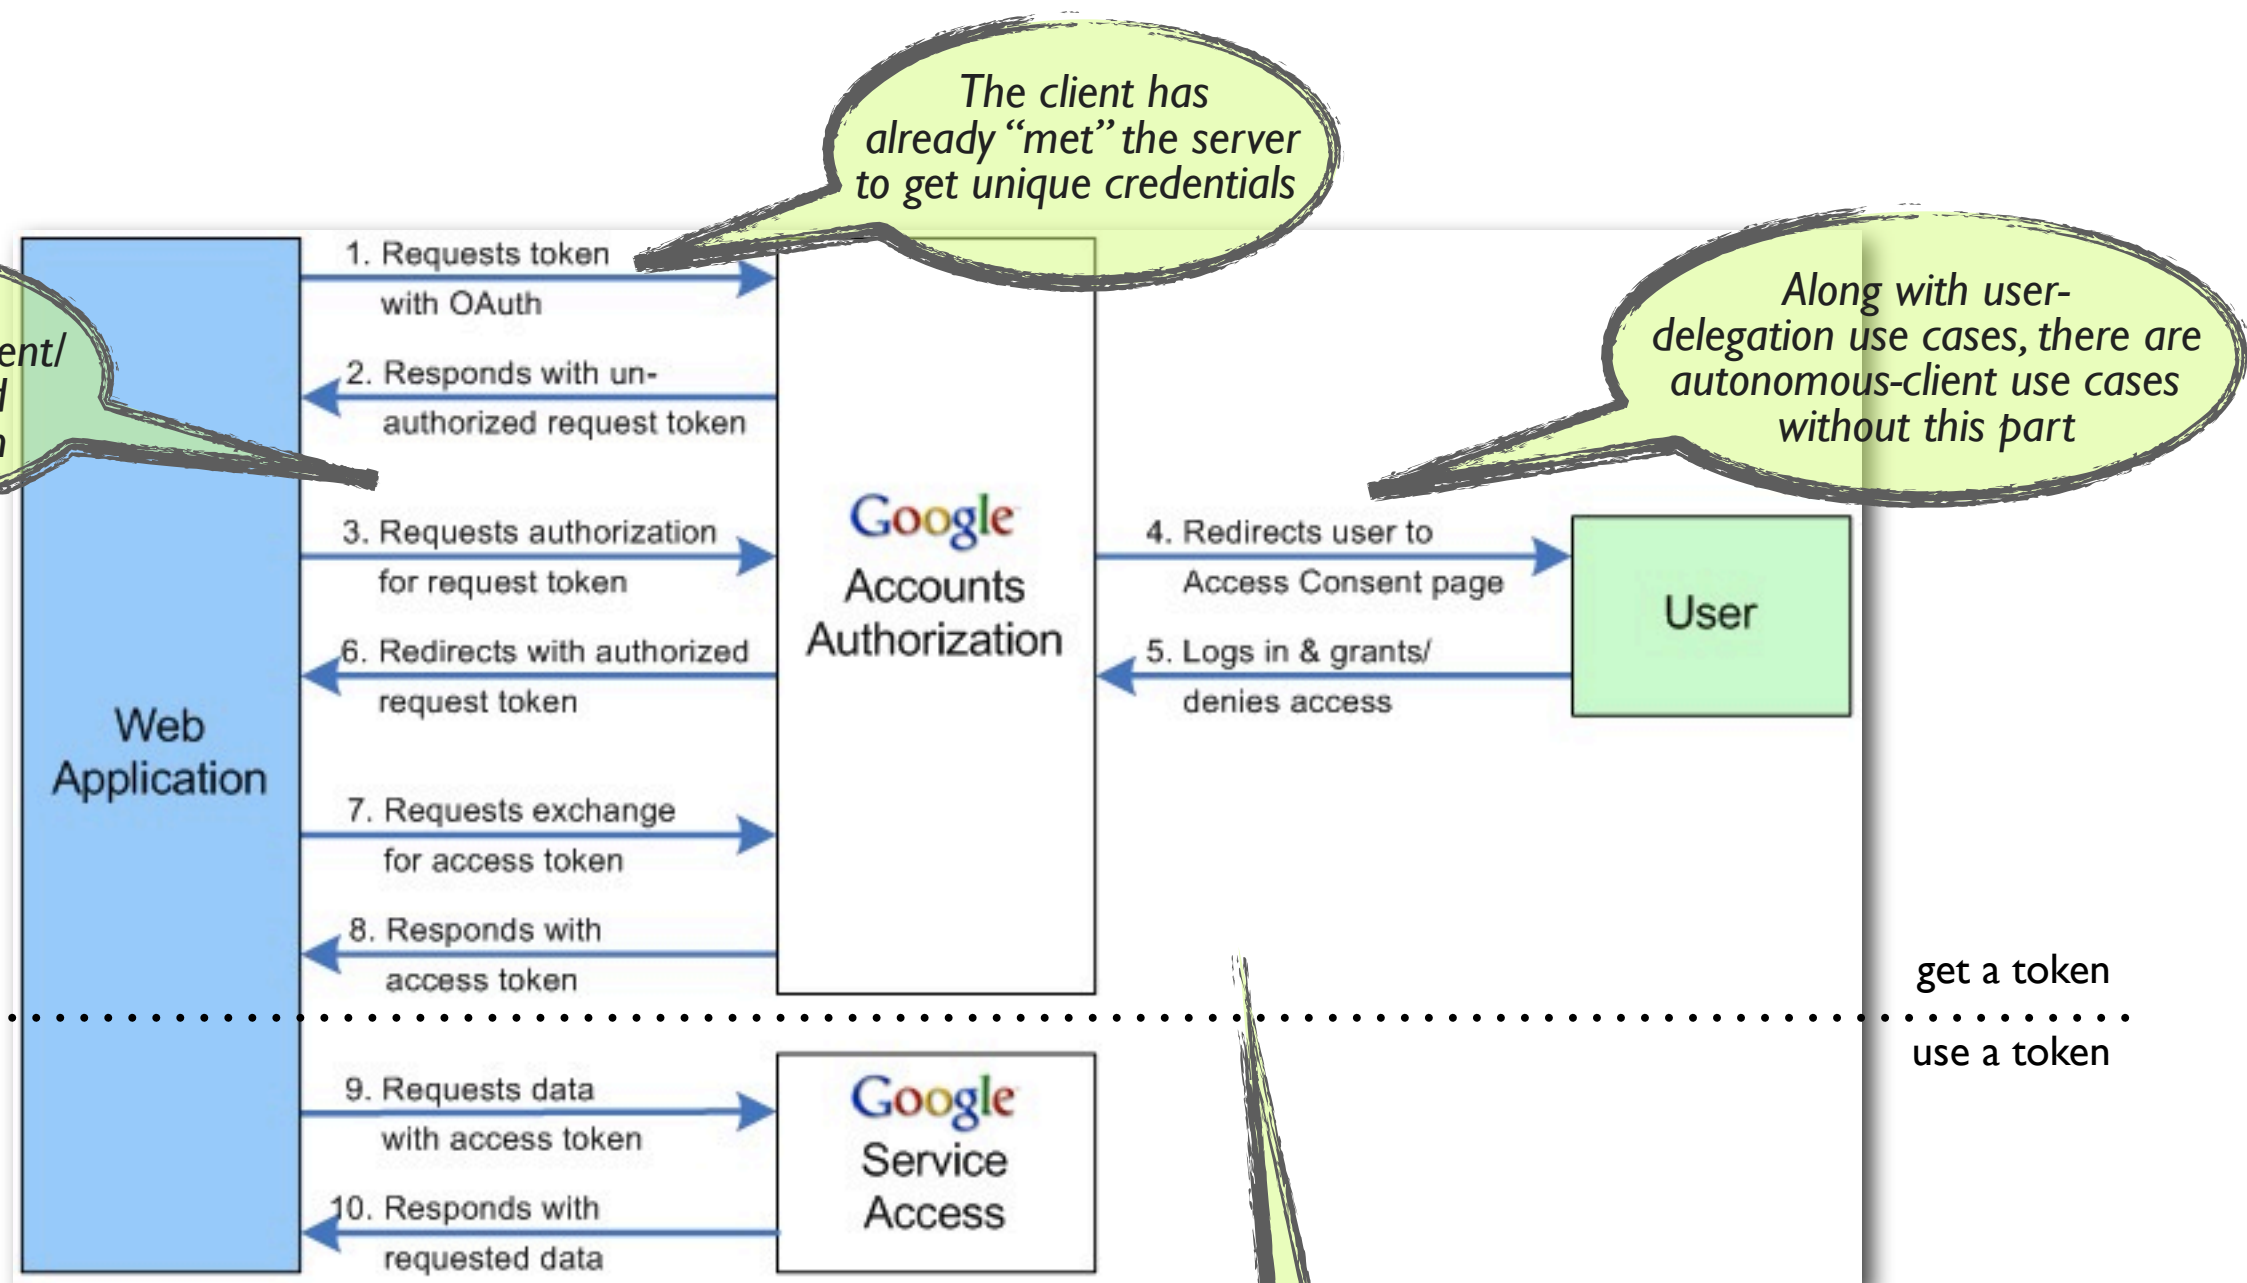 The client has
already “met” the server
to get unique credentials
Along with user-
delegation use cases, there are
autonomous-client use cases
without this part
1. Requests token
with OAuth
2. Responds with un-
authorized request token
3. Requests authorization
for request token
Google
Accounts
Authorization
4. Redirects user to
Access Consent page
User
5. Logs in & grants/
denies access
6. Redirects with authorized
request token
Web
Application
7. Requests exchange
for access token
8. Responds with
access token
get a token
use a token
9. Requests data
with access token
Google
Service
Access
10. Responds with
requested data